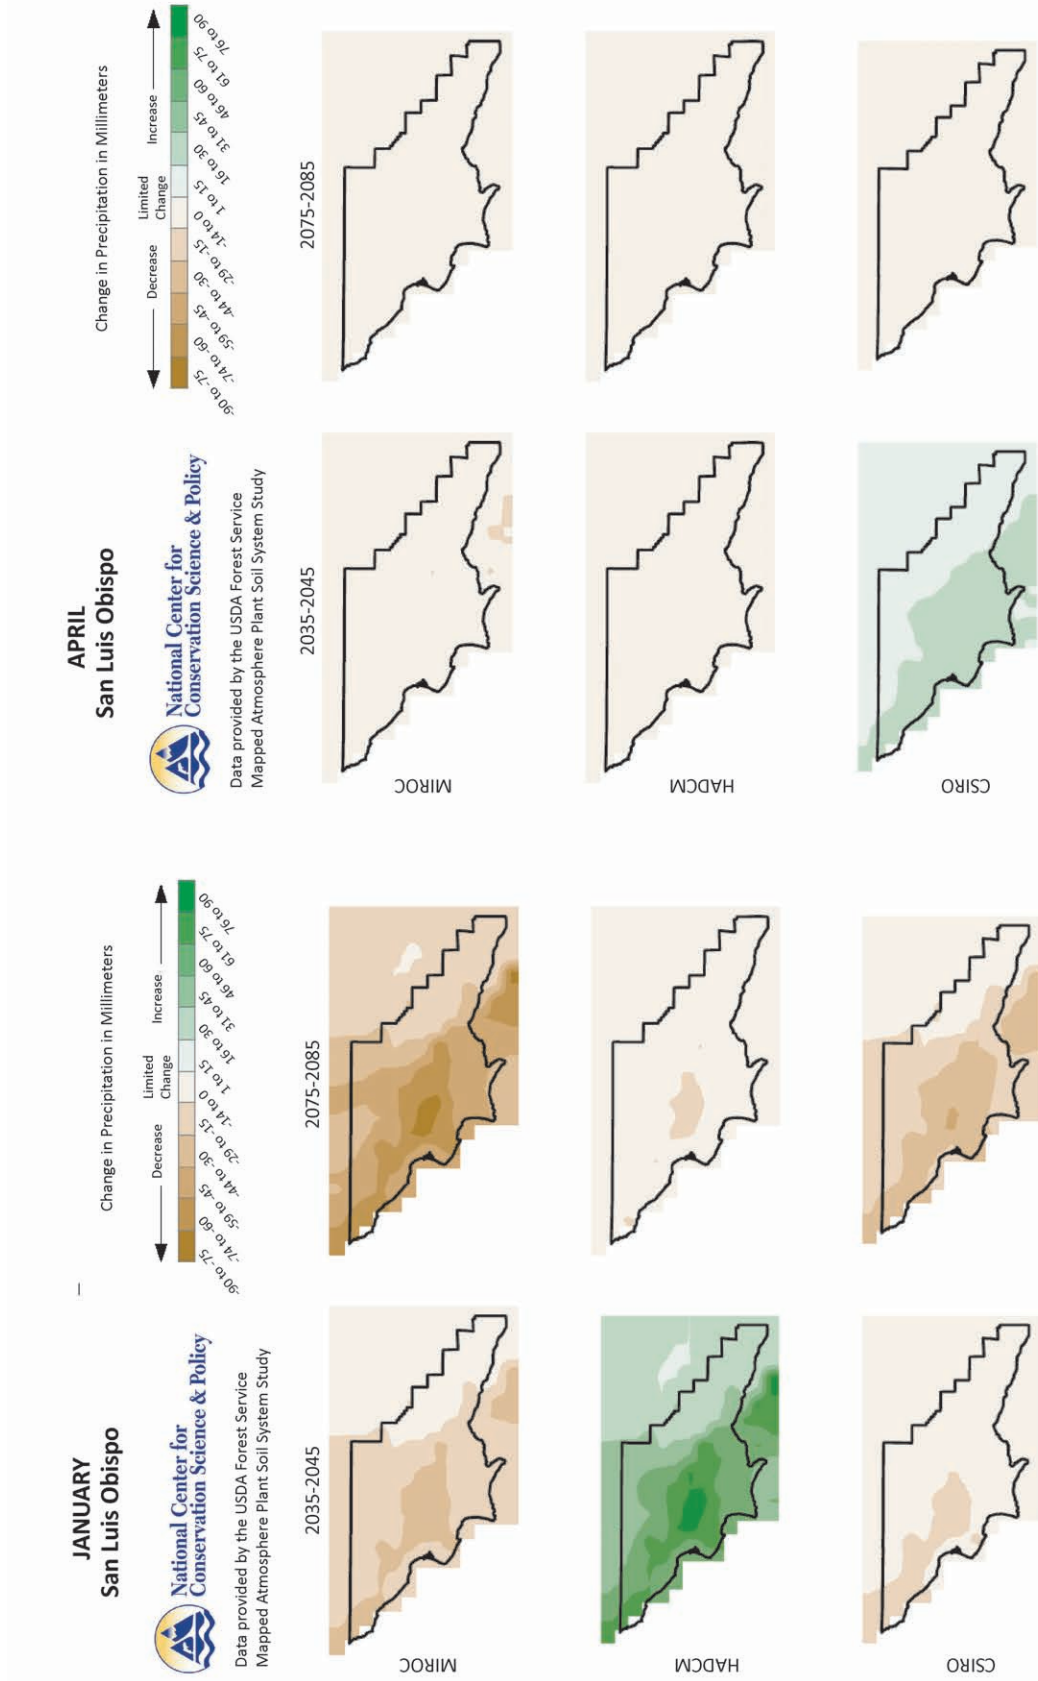 JANUARY
San Luis Obispo
National Center for
Conservation Science & Policy
Data provided by the USDA Forest Service
Mapped Atmosphere Plant Soil System Study
Change in Precipitation in Millimeters
Decrease
Limited
Change
Increase
-90 to -75
-74 to -60
-59 to -45
-44 to -30
-29 to -15
-14 to 0
1 to 15
16 to 30
31 to 45
46 to 60
61 to 75
76 to 90
2035-2045
2075-2085
MIROC
HADCM
CSIRO
APRIL
San Luis Obispo
National Center for
Conservation Science & Policy
Data provided by the USDA Forest Service
Mapped Atmosphere Plant Soil System Study
Change in Precipitation in Millimeters
Decrease
Limited
Change
Increase
-90 to -75
-74 to -60
-59 to -45
-44 to -30
-29 to -15
-14 to 0
1 to 15
16 to 30
31 to 45
46 to 60
61 to 75
76 to 90
2035-2045
2075-2085
MIROC
HADCM
CSIRO